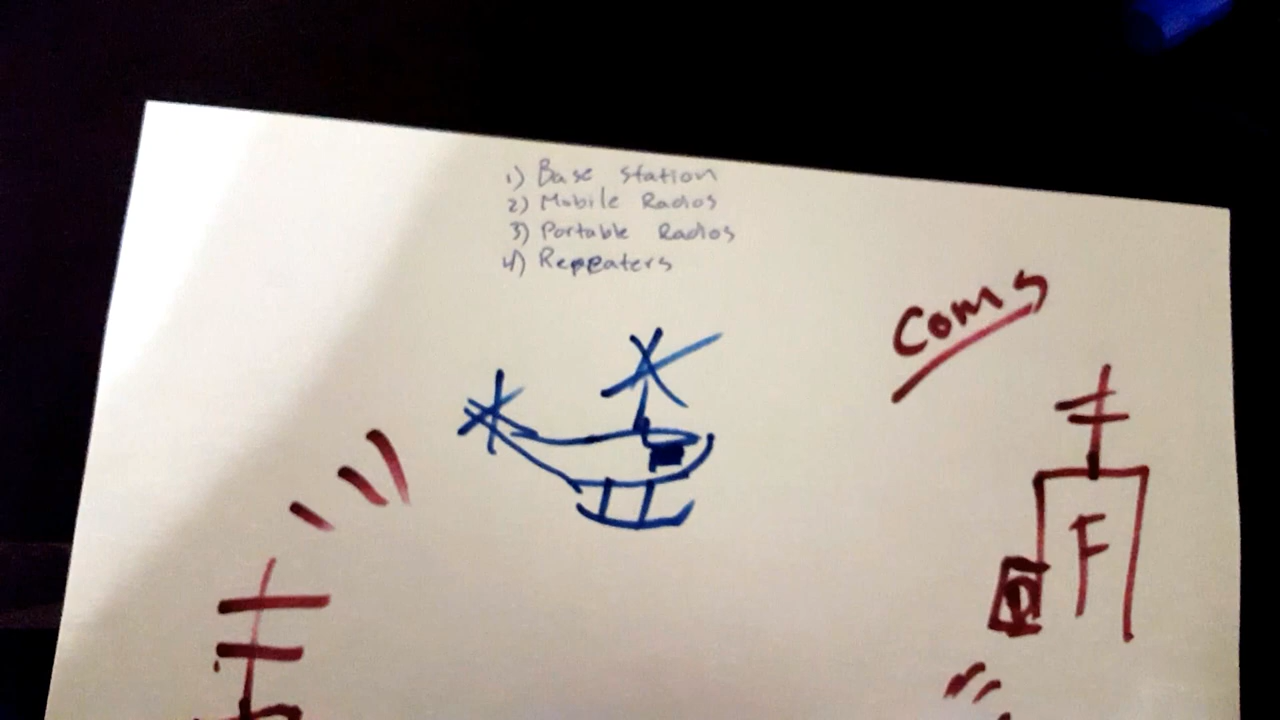 1) Base station
2) Mobile Radios
3) Portable Radios
4) Repeaters
Coms
F